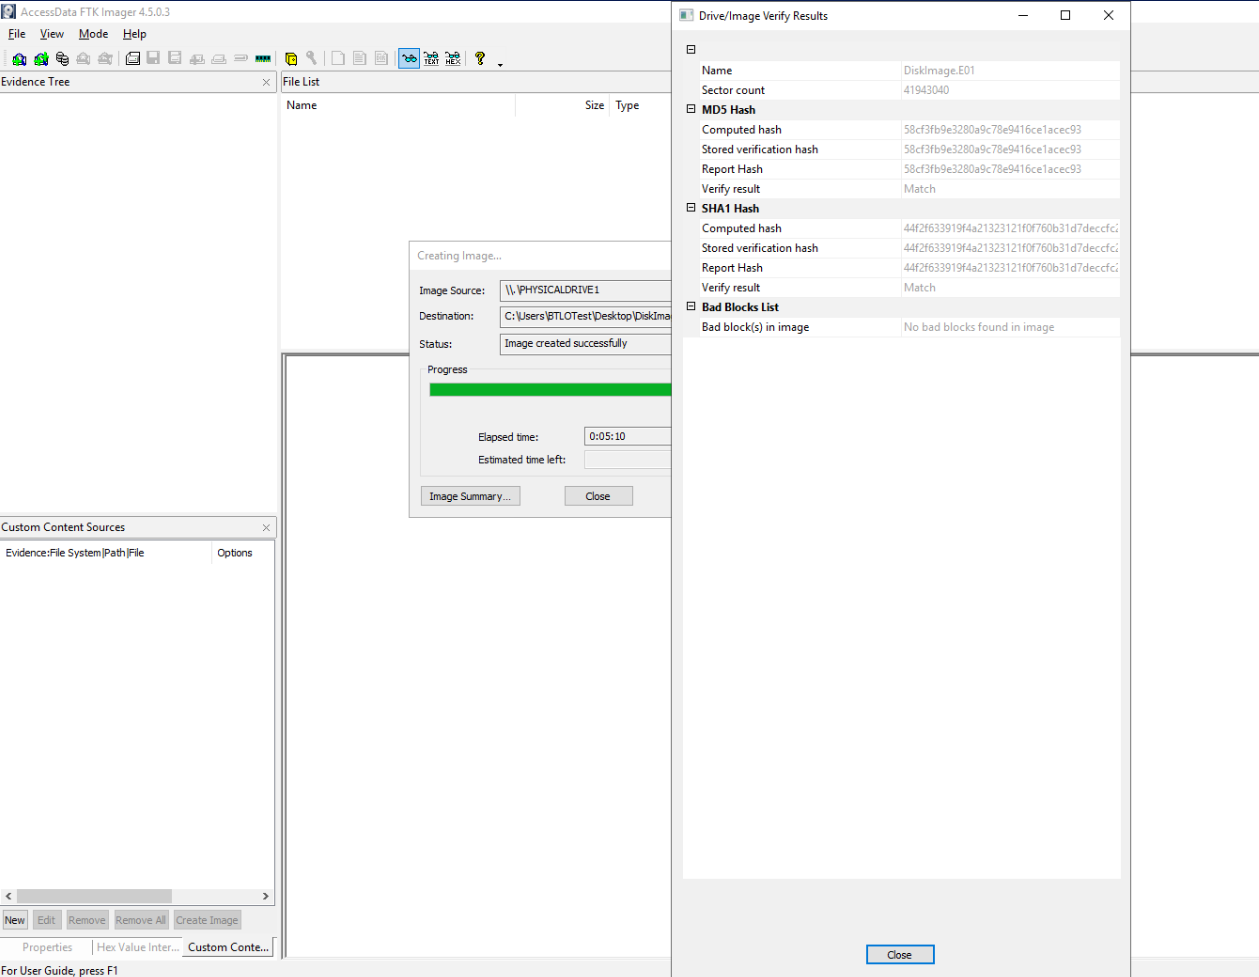 AccessData FTK Imager 4.5.0.3
File View Mode Help
TEXT HEX
Evidence Tree
File List
Name Size Type
Creating Image...
Image Source: \\.\PHYSICALDRIVE1
Destination: C:\Users\BTLOTest\Desktop\DiskIma
Status: Image created successfully
Progress
Elapsed time: 0:05:10
Estimated time left:
Image Summary... Close
Drive/Image Verify Results
Name DiskImage.E01
Sector count 41943040
MD5 Hash
Computed hash 58cf3fb9e3280a9c78e9416ce1acec93
Stored verification hash 58cf3fb9e3280a9c78e9416ce1acec93
Report Hash 58cf3fb9e3280a9c78e9416ce1acec93
Verify result Match
SHA1 Hash
Computed hash 44f2f633919f4a21323121f0f760b31d7deccfc2
Stored verification hash 44f2f633919f4a21323121f0f760b31d7deccfc2
Report Hash 44f2f633919f4a21323121f0f760b31d7deccfc2
Verify result Match
Bad Blocks List
Bad block(s) in image No bad blocks found in image
Close
Custom Content Sources
Evidence:File System|Path|File Options
New Edit Remove Remove All Create Image
Properties Hex Value Inter... Custom Conte...
For User Guide, press F1